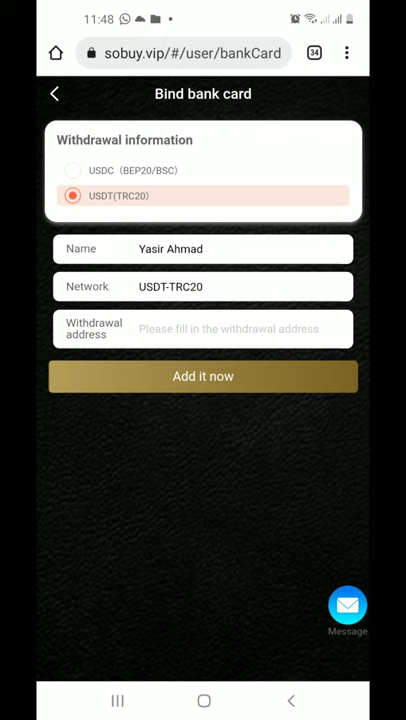 11:48
sobuy.vip/#/user/bankCard
34
Bind bank card
Withdrawal information
USDC（BEP20/BSC）
USDT(TRC20）
Name Yasir Ahmad
Network USDT-TRC20
Withdrawal address Please fill in the withdrawal address
Add it now
Message